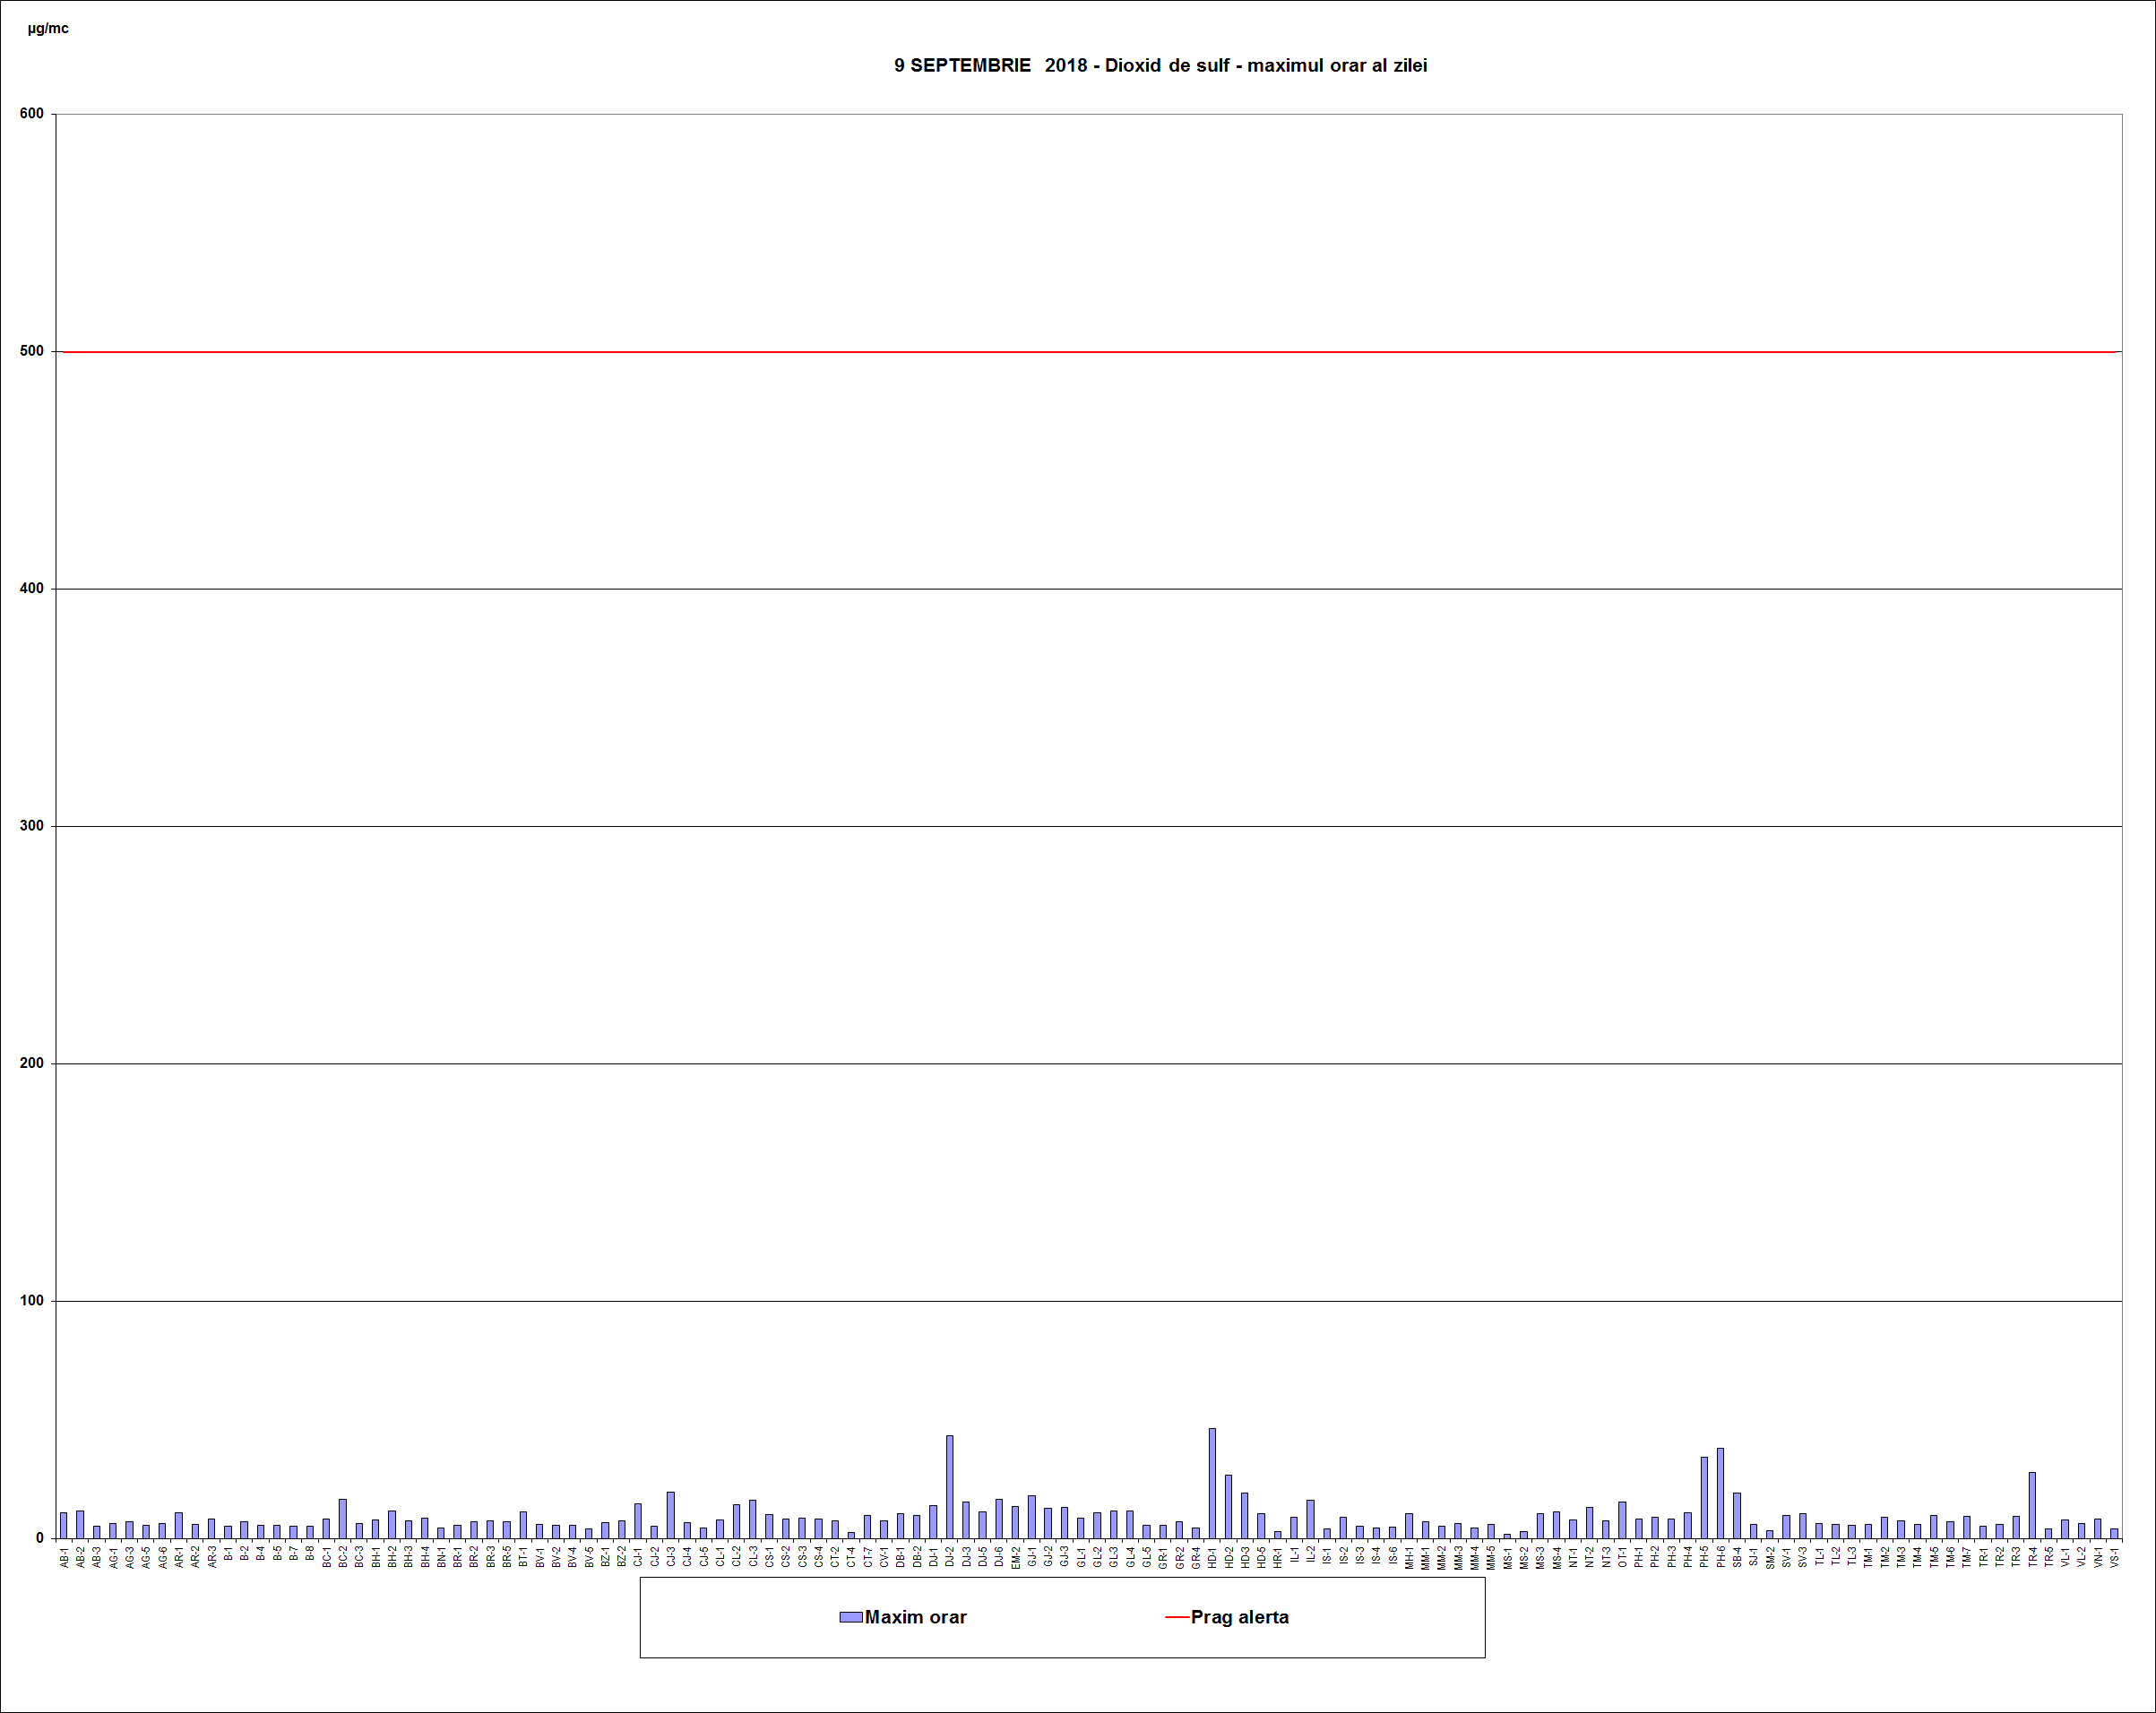 µg/mc
9 SEPTEMBRIE 2018 - Dioxid de sulf - maximul orar al zilei
600
500
400
300
200
100
0
AB-1 AB-2 AB-3 AG-1 AG-3 AG-5 AG-6 AR-1 AR-2 AR-3 B-1 B-2 B-4 B-5 B-7 B-8 BC-1 BC-2 BC-3 BH-1 BH-2 BH-3 BH-4 BN-1 BR-1 BR-2 BR-3 BR-5 BT-1 BV-1 BV-2 BV-4 BV-5 BZ-1 BZ-2 CJ-1 CJ-2 CJ-3 CJ-4 CJ-5 CL-1 CL-2 CL-3 CS-1 CS-2 CS-3 CS-4 CT-2 CT-4 CT-7 CV-1 DB-1 DB-2 DJ-1 DJ-2 DJ-3 DJ-5 DJ-6 EM-2 GJ-1 GJ-2 GJ-3 GL-1 GL-2 GL-3 GL-4 GL-5 GR-1 GR-2 GR-4 HD-1 HD-2 HD-3 HD-5 HR-1 IL-1 IL-2 IS-1 IS-2 IS-3 IS-4 IS-6 MH-1 MM-1 MM-2 MM-3 MM-4 MM-5 MS-1 MS-2 MS-3 MS-4 NT-1 NT-2 NT-3 OT-1 PH-1 PH-2 PH-3 PH-4 PH-5 PH-6 SB-4 SJ-1 SM-2 SV-1 SV-3 TL-1 TL-2 TL-3 TM-1 TM-2 TM-3 TM-4 TM-5 TM-6 TM-7 TR-1 TR-2 TR-3 TR-4 TR-5 VL-1 VL-2 VN-1 VS-1
Maxim orar Prag alerta